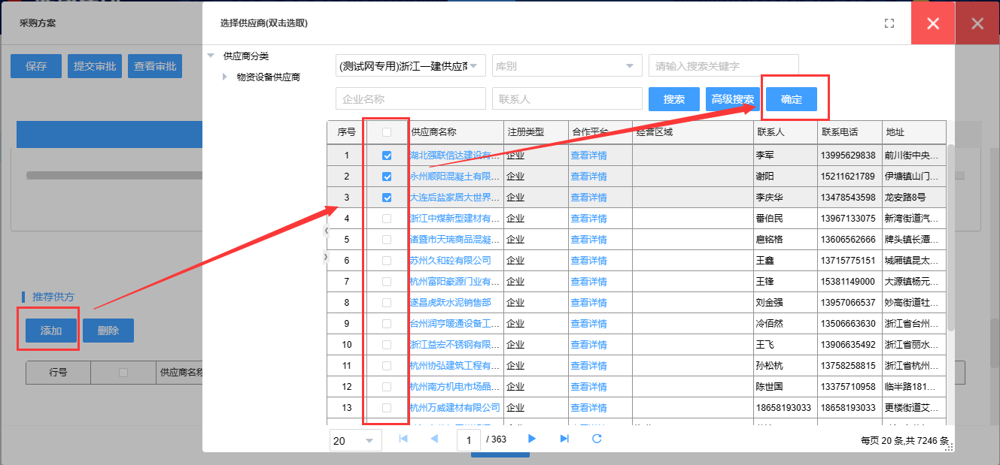 采购方案
选择供应商(双击选取)
保存 提交审批 查看审批
供应商分类
物资设备供应商
(测试网专用)浙江一建供应商 库别 请输入搜索关键字
企业名称 联系人 搜索 高级搜索 确定
序号 供应商名称 注册类型 合作平台 经营区域 联系人 联系电话 地址
1 湖北强联信达建设有... 企业 查看详情 李军 13995629838 前川街中央...
2 永州顺阳混凝土有限... 企业 查看详情 谢阳 15211621789 伊塘镇山门...
3 大连后盐家居大世界... 企业 查看详情 李庆华 13478543598 龙安路8号
4 浙江中煤新型建材有... 企业 查看详情 番伯民 13967133075 新湾街道汽...
5 诸暨市天瑞商品混凝... 企业 查看详情 扈铭格 13606562666 牌头镇长潭...
6 苏州久和砼有限公司 企业 查看详情 王鑫 13715775151 城厢镇昆太...
7 杭州富阳豪源门业有... 企业 查看详情 王锋 15381149000 大源镇杨元...
8 遂昌虎跃水泥销售部 企业 查看详情 刘金强 13957066537 妙高街道牡...
9 台州润亨暖通设备工... 企业 查看详情 冷佰然 13506663630 浙江省台州...
10 浙江益宏不锈钢有限... 企业 查看详情 王飞 13906635492 浙江省丽水...
11 杭州协弘建筑工程有... 企业 查看详情 孙松杭 13758258815 浙江省杭州...
12 杭州南方机电市场晶... 企业 查看详情 陈世国 13375710958 临半路181...
13 杭州万威建材有限公司 企业 查看详情 18658193033 18658193033 更楼街道艾...
推荐供方
添加 删除
行号 供应商名称
20 1 / 363 每页 20 条,共 7246 条